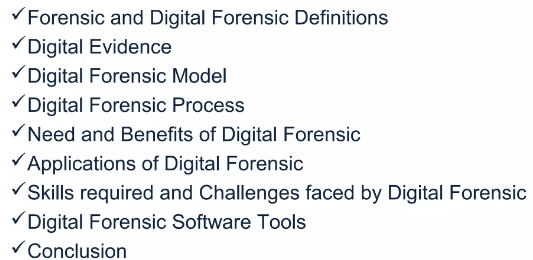 ✓Forensic and Digital Forensic Definitions
✓Digital Evidence
✓Digital Forensic Model
✓Digital Forensic Process
✓Need and Benefits of Digital Forensic
✓Applications of Digital Forensic
✓Skills required and Challenges faced by Digital Forensic
✓Digital Forensic Software Tools
✓Conclusion